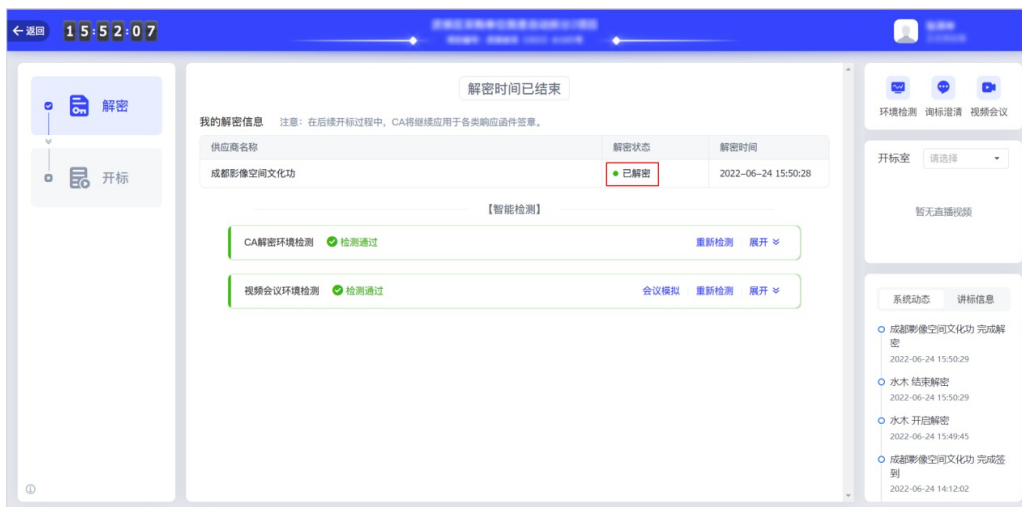 返回
15:52:07
解密
开标
解密时间已结束
我的解密信息 注意：在后续开标过程中，CA将继续应用于各类响应函件签章。
供应商名称 解密状态 解密时间
成都影像空间文化功 已解密 2022-06-24 15:50:28
【智能检测】
CA解密环境检测 检测通过 重新检测 展开
视频会议环境检测 检测通过 会议模拟 重新检测 展开
环境检测 询标澄清 视频会议
开标室 请选择
暂无直播视频
系统动态 讲标信息
成都影像空间文化功 完成解
密
2022-06-24 15:50:29
水木 结束解密
2022-06-24 15:50:29
水木 开启解密
2022-06-24 15:49:45
成都影像空间文化功 完成签
到
2022-06-24 14:12:02